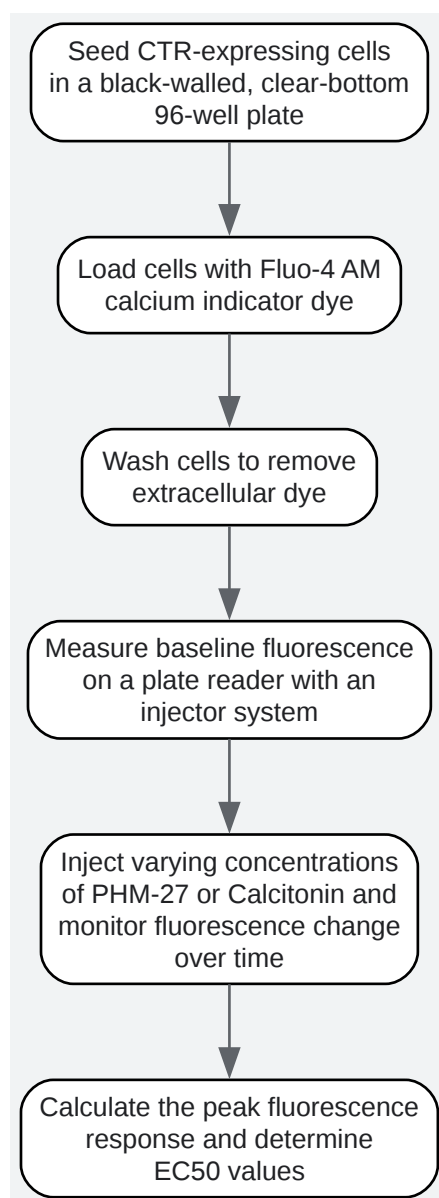 Seed CTR-expressing cells
in a black-walled, clear-bottom
96-well plate
Load cells with Fluo-4 AM
calcium indicator dye
Wash cells to remove
extracellular dye
Measure baseline fluorescence
on a plate reader with an
injector system
Inject varying concentrations
of PHM-27 or Calcitonin and
monitor fluorescence change
over time
Calculate the peak fluorescence
response and determine
EC50 values